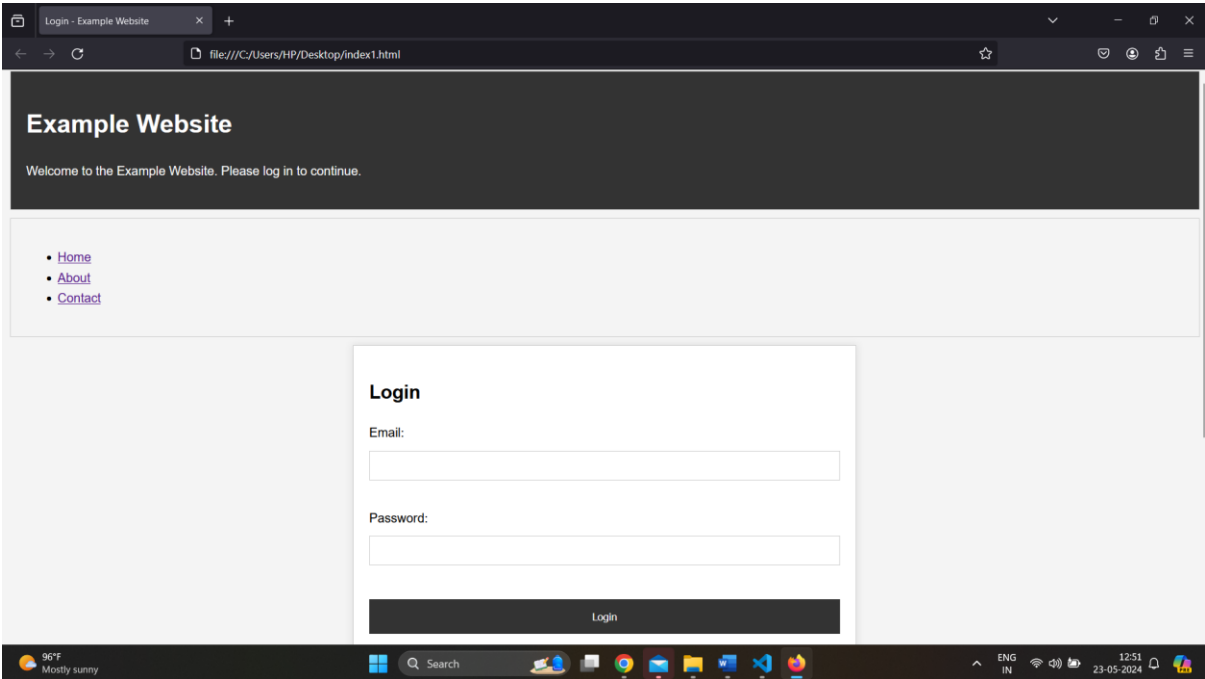 Login - Example Website
file:///C:/Users/HP/Desktop/index1.html
Example Website
Welcome to the Example Website. Please log in to continue.
Home
About
Contact
Login
Email:
Password:
Login
96°F
Mostly sunny
Search
ENG
IN
12:51
23-05-2024